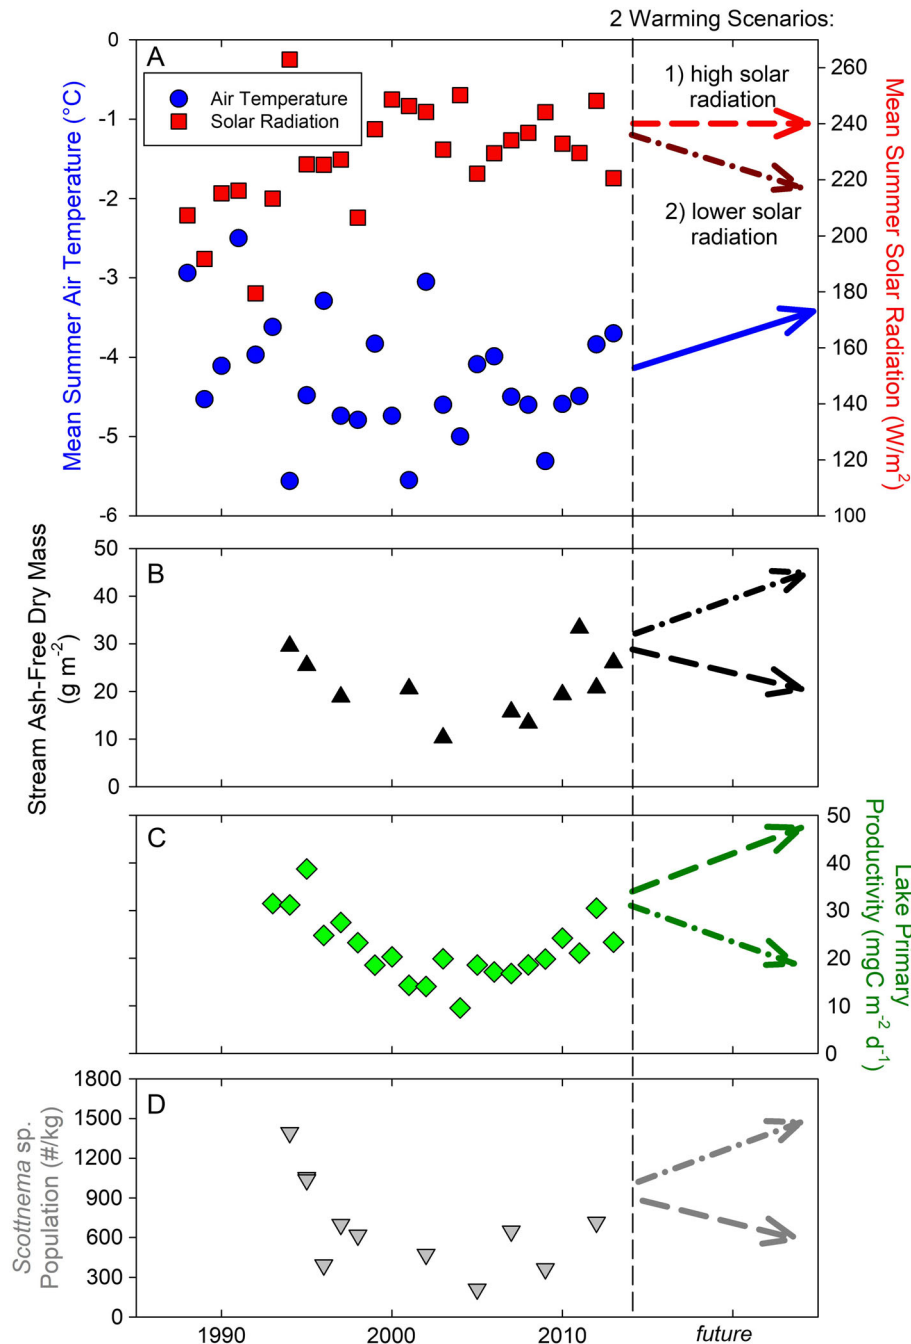 2 Warming Scenarios:
A
Air Temperature
Solar Radiation
1) high solar
radiation
2) lower solar
radiation
Mean Summer Air Temperature (°C)
0
-1
-2
-3
-4
-5
-6
Mean Summer Solar Radiation (W/m²)
260
240
220
200
180
160
140
120
100
B
Stream Ash-Free Dry Mass
(g m⁻²)
50
40
30
20
10
0
C
Lake Primary
Productivity (mgC m⁻² d⁻¹)
50
40
30
20
10
0
D
Scottnema sp.
Population (#/kg)
1800
1500
1200
900
600
300
0
1990
2000
2010
future